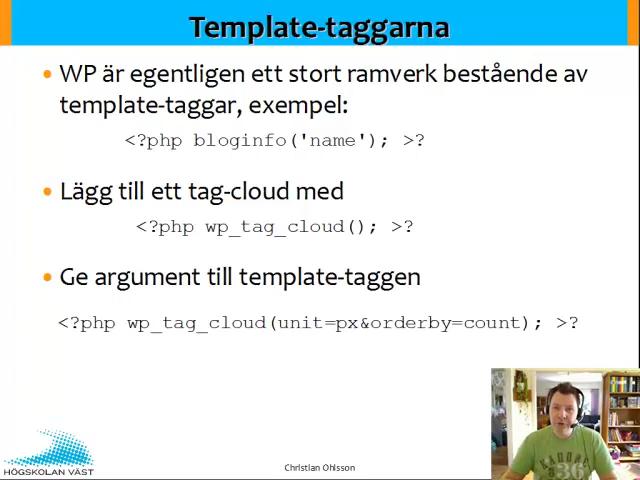 Template-taggarna
• WP är egentligen ett stort ramverk bestående av
template-taggar, exempel:
<?php bloginfo('name'); >?
• Lägg till ett tag-cloud med
<?php wp_tag_cloud(); >?
• Ge argument till template-taggen
<?php wp_tag_cloud(unit=px&orderby=count); >?
HÖGSKOLAN VÄST
Christian Ohlsson